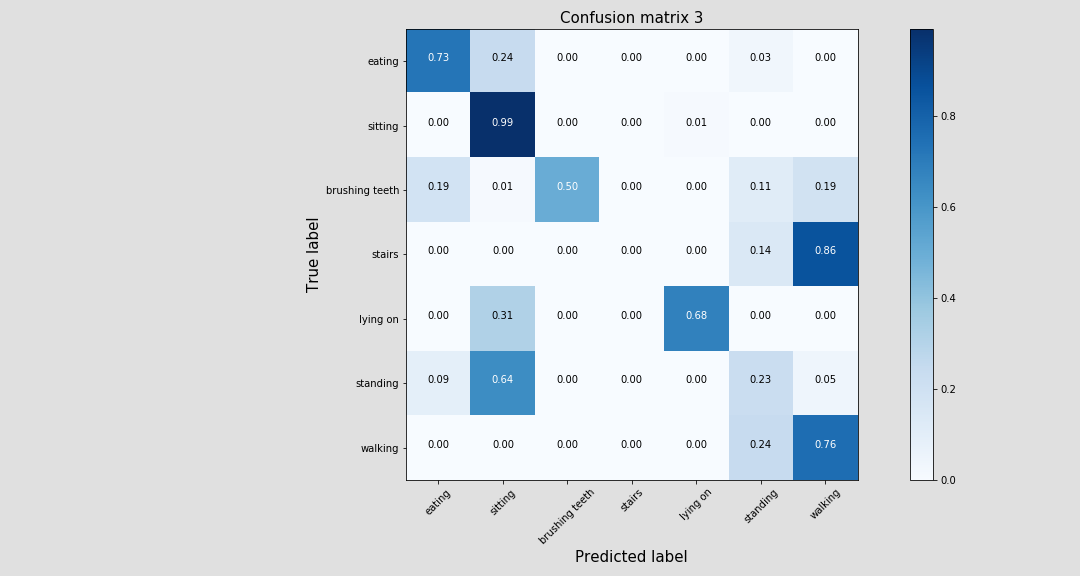 Confusion matrix 3
True label
eating 0.73 0.24 0.00 0.00 0.00 0.03 0.00
sitting 0.00 0.99 0.00 0.00 0.01 0.00 0.00
brushing teeth 0.19 0.01 0.50 0.00 0.00 0.11 0.19
stairs 0.00 0.00 0.00 0.00 0.00 0.14 0.86
lying on 0.00 0.31 0.00 0.00 0.68 0.00 0.00
standing 0.09 0.64 0.00 0.00 0.00 0.23 0.05
walking 0.00 0.00 0.00 0.00 0.00 0.24 0.76
eating sitting brushing teeth stairs lying on standing walking
Predicted label
0.8
0.6
0.4
0.2
0.0